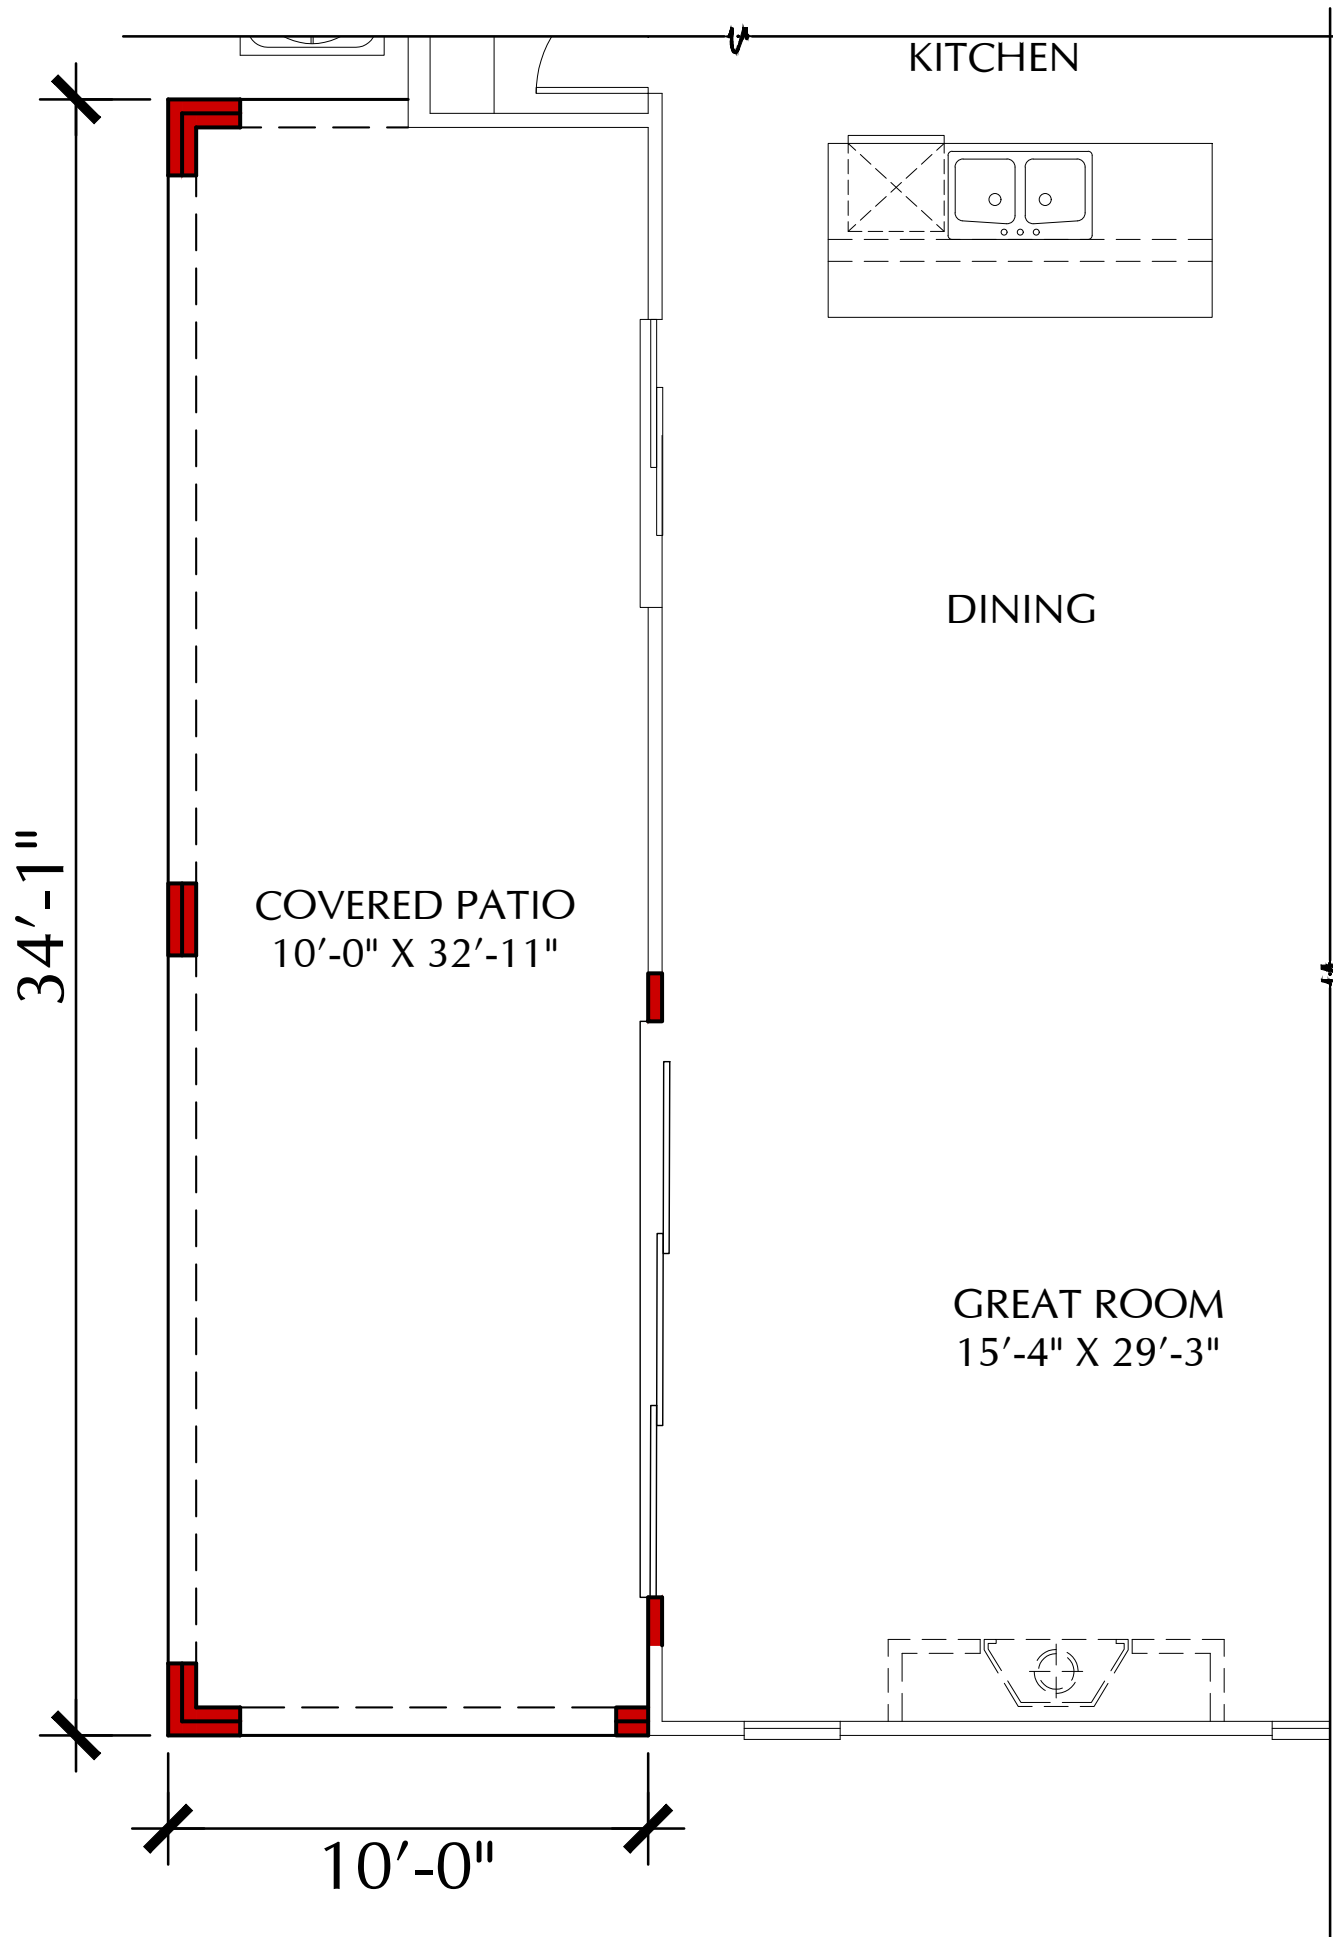 KITCHEN
DINING
34'-1"
COVERED PATIO
10'-0" X 32'-11"
GREAT ROOM
15'-4" X 29'-3"
10'-0"